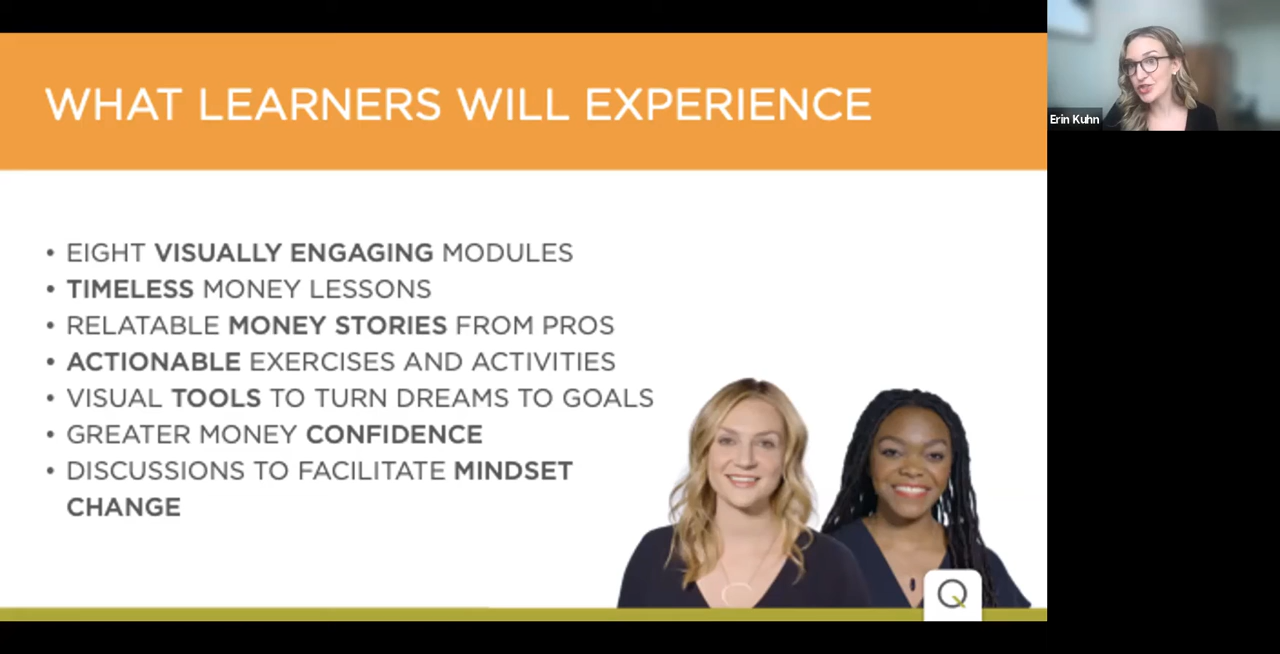 WHAT LEARNERS WILL EXPERIENCE
Erin Kuhn
• EIGHT VISUALLY ENGAGING MODULES
• TIMELESS MONEY LESSONS
• RELATABLE MONEY STORIES FROM PROS
• ACTIONABLE EXERCISES AND ACTIVITIES
• VISUAL TOOLS TO TURN DREAMS TO GOALS
• GREATER MONEY CONFIDENCE
• DISCUSSIONS TO FACILITATE MINDSET
CHANGE
Q